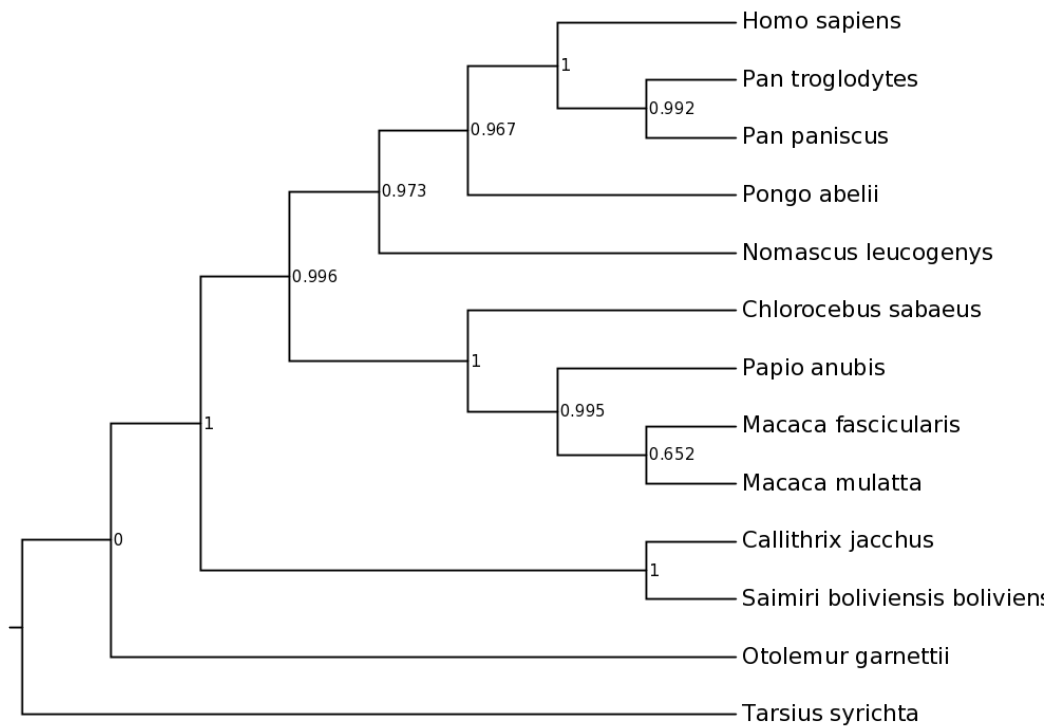 Homo sapiens
1
Pan troglodytes
0.992
0.967
Pan paniscus
0.973
Pongo abelii
Nomascus leucogenys
0.996
Chlorocebus sabaeus
1
Papio anubis
0.995
Macaca fascicularis
1
0.652
Macaca mulatta
0
Callithrix jacchus
1
Saimiri boliviensis boliviens
Otolemur garnettii
Tarsius syrichta